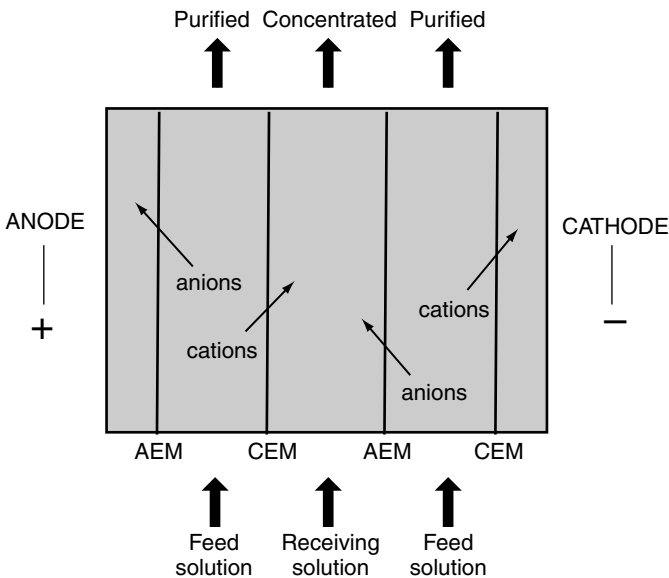 Purified Concentrated Purified
ANODE
CATHODE
anions
cations
cations
anions
+
−
AEM CEM AEM CEM
Feed solution
Receiving solution
Feed solution